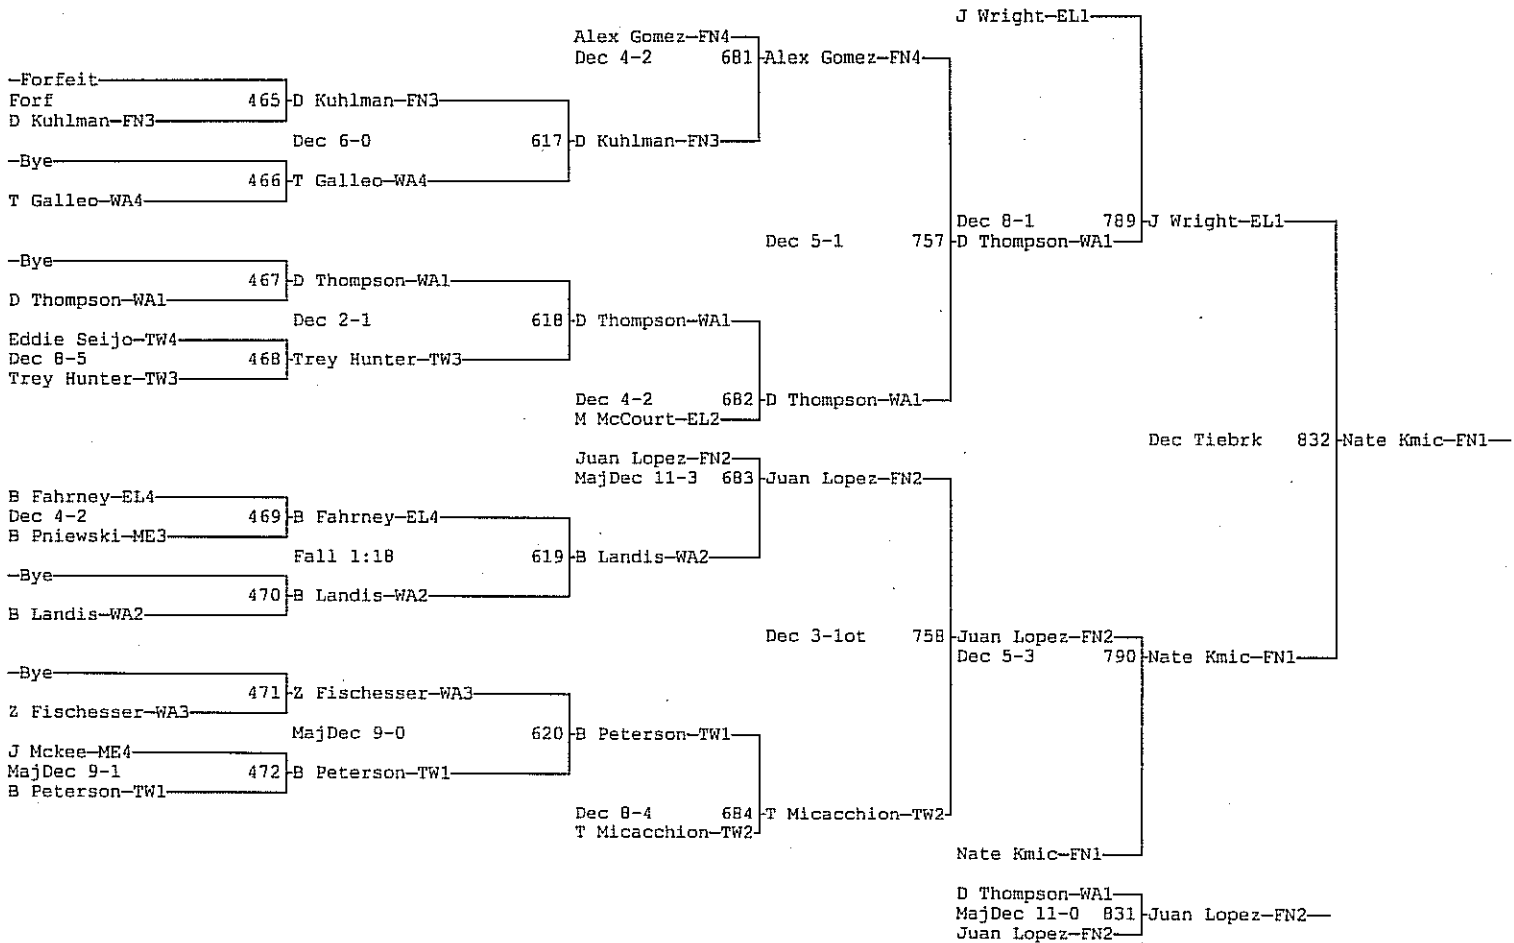 J Wright—EL1
Alex Gomez—FN4
Dec 4-2 681 Alex Gomez—FN4
—Forfeit
Forf 465 D Kuhlman—FN3
D Kuhlman—FN3
Dec 6-0 617 D Kuhlman—FN3
—Bye
466 T Galleo—WA4
T Galleo—WA4
Dec 8-1 789 J Wright—EL1
Dec 5-1 757 D Thompson—WA1
—Bye
467 D Thompson—WA1
D Thompson—WA1
Dec 2-1 618 D Thompson—WA1
Eddie Seijo—TW4
Dec 8-5 468 Trey Hunter—TW3
Trey Hunter—TW3
Dec 4-2 682 D Thompson—WA1
M McCourt—EL2
Dec Tiebrk 832 Nate Kmic—FN1
Juan Lopez—FN2
MajDec 11-3 683 Juan Lopez—FN2
B Fahrney—EL4
Dec 4-2 469 B Fahrney—EL4
B Pniewski—ME3
Fall 1:18 619 B Landis—WA2
—Bye
470 B Landis—WA2
B Landis—WA2
Dec 3-1ot 758 Juan Lopez—FN2
Dec 5-3 790 Nate Kmic—FN1
—Bye
471 Z Fischesser—WA3
Z Fischesser—WA3
MajDec 9-0 620 B Peterson—TW1
J Mckee—ME4
MajDec 9-1 472 B Peterson—TW1
B Peterson—TW1
Dec 8-4 684 T Micacchion—TW2
T Micacchion—TW2
Nate Kmic—FN1
D Thompson—WA1
MajDec 11-0 831 Juan Lopez—FN2
Juan Lopez—FN2